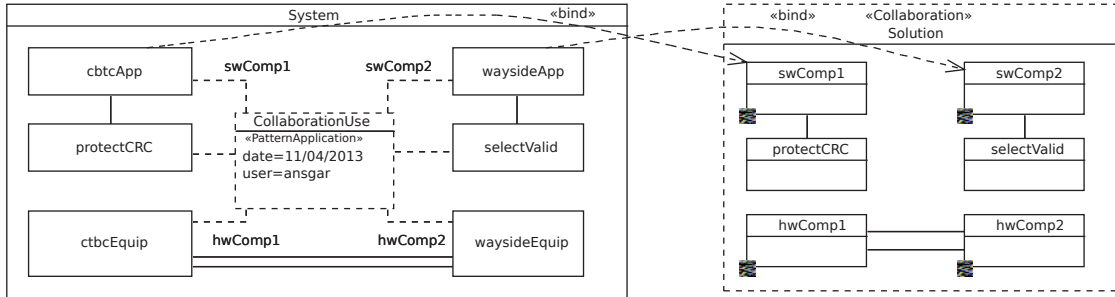 System
«bind»
cbtcApp
swComp1
swComp2
waysideApp
CollaborationUse
«PatternApplication»
date=11/04/2013
user=ansgar
protectCRC
selectValid
ctbcEquip
hwComp1
hwComp2
waysideEquip
«bind»
«Collaboration»
Solution
swComp1
swComp2
protectCRC
selectValid
hwComp1
hwComp2